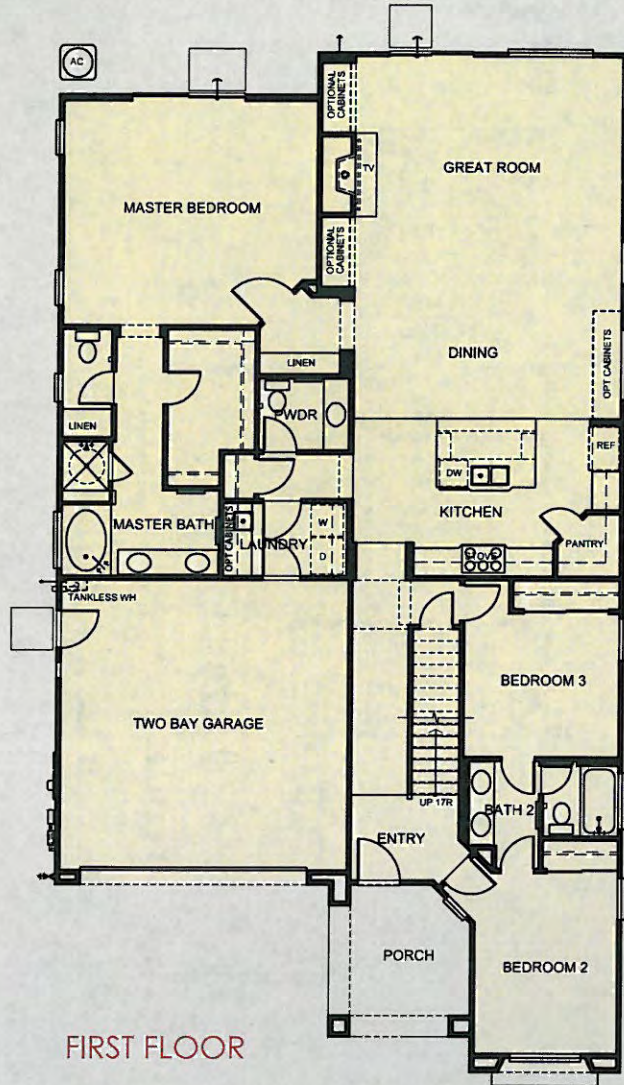 AC
OPTIONAL
CABINETS
TV
GREAT ROOM
MASTER BEDROOM
OPTIONAL
CABINETS
DINING
OPT CABINETS
LINEN
PWDR
LINEN
REF
DW
KITCHEN
MASTER BATH
OPT CABINETS
LAUNDRY
W
D
STOVE
PANTRY
TANKLESS WH
BEDROOM 3
TWO BAY GARAGE
UP 17R
BATH 2
ENTRY
PORCH
BEDROOM 2
FIRST FLOOR